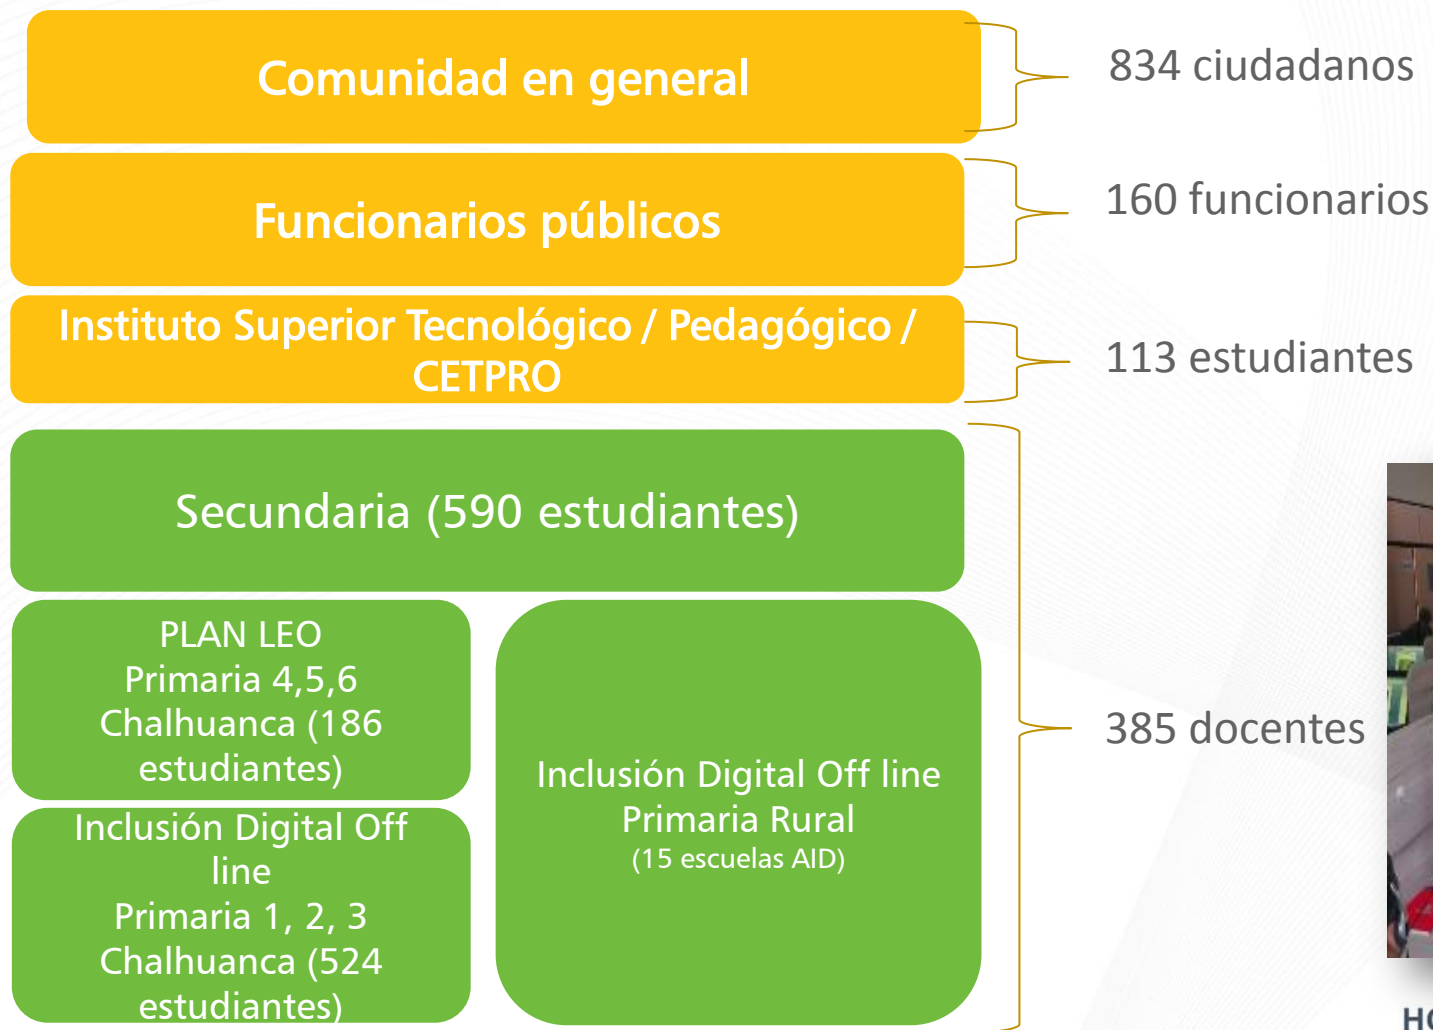 Comunidad en general
834 ciudadanos
Funcionarios públicos
160 funcionarios
Instituto Superior Tecnológico / Pedagógico /
CETPRO
113 estudiantes
Secundaria (590 estudiantes)
PLAN LEO
Primaria 4,5,6
Chalhuanca (186
estudiantes)
Inclusión Digital Off
line
Primaria 1, 2, 3
Chalhuanca (524
estudiantes)
Inclusión Digital Off line
Primaria Rural
(15 escuelas AID)
385 docentes